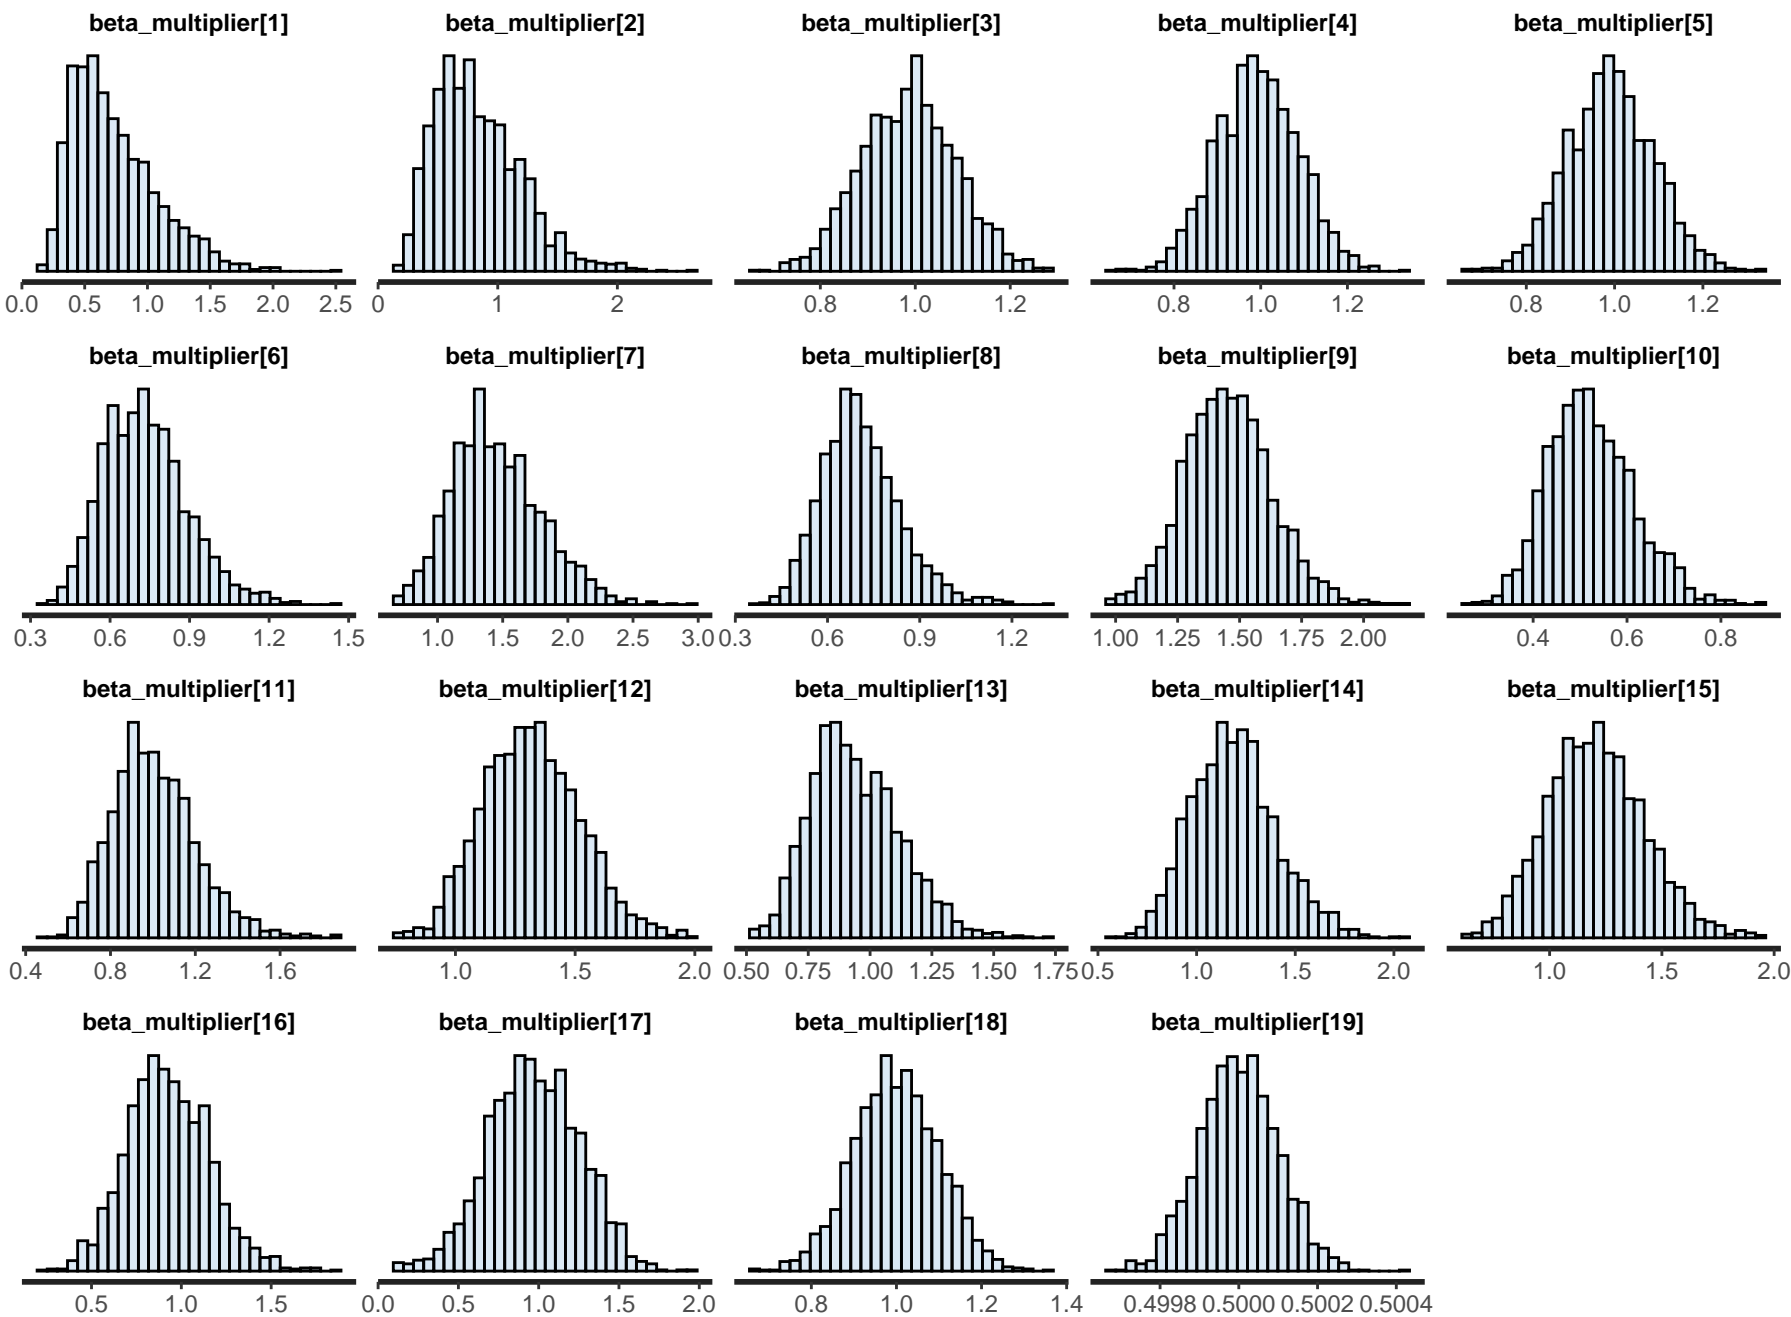 beta_multiplier[1] beta_multiplier[2] beta_multiplier[3] beta_multiplier[4] beta_multiplier[5]
0.0 0.5 1.0 1.5 2.0 2.5 0 1 2 0.8 1.0 1.2 0.8 1.0 1.2 0.8 1.0 1.2
beta_multiplier[6] beta_multiplier[7] beta_multiplier[8] beta_multiplier[9] beta_multiplier[10]
0.3 0.6 0.9 1.2 1.5 1.0 1.5 2.0 2.5 3.0 0.3 0.6 0.9 1.2 1.00 1.25 1.50 1.75 2.00 0.4 0.6 0.8
beta_multiplier[11] beta_multiplier[12] beta_multiplier[13] beta_multiplier[14] beta_multiplier[15]
0.4 0.8 1.2 1.6 1.0 1.5 2.0 0.50 0.75 1.00 1.25 1.50 1.75 0.5 1.0 1.5 2.0 1.0 1.5 2.0
beta_multiplier[16] beta_multiplier[17] beta_multiplier[18] beta_multiplier[19]
0.5 1.0 1.5 0.0 0.5 1.0 1.5 2.0 0.8 1.0 1.2 1.4 0.4998 0.5000 0.5002 0.5004